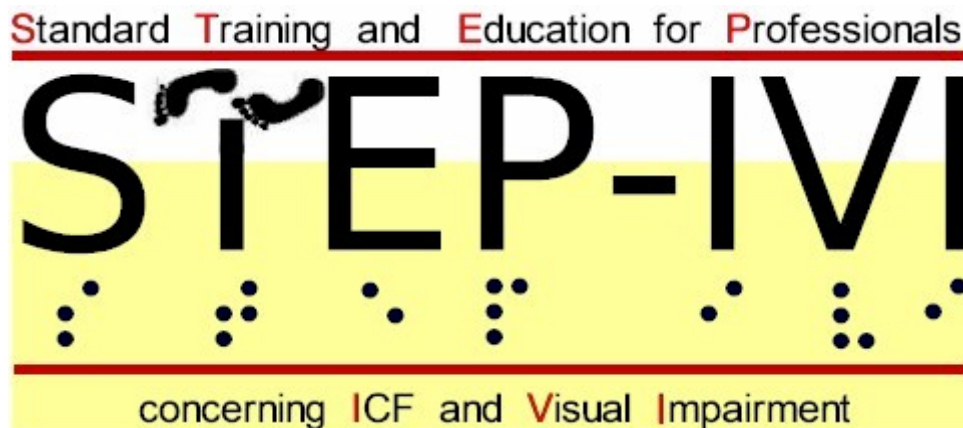 Standard Training and Education for Professionals
STEP-IVI
⠎⠞⠑⠏ ⠊⠧⠊
concerning ICF and Visual Impairment